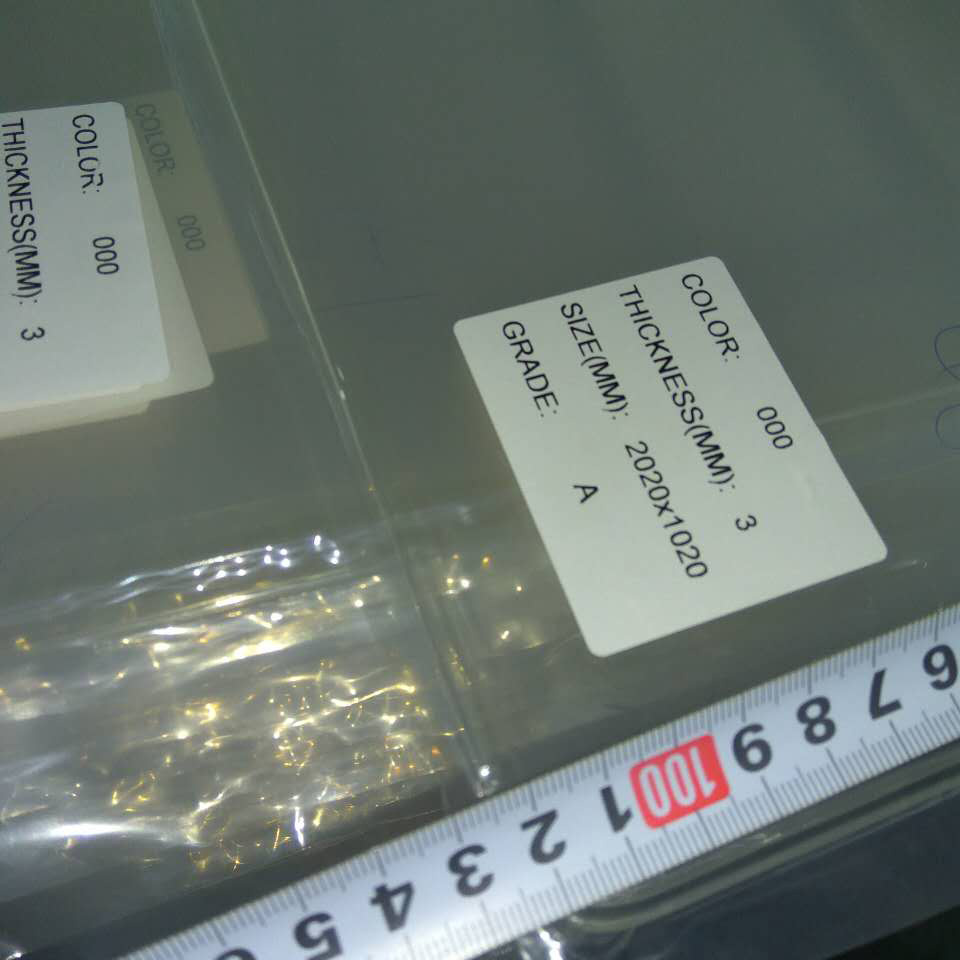 COLOR: 000
THICKNESS(MM): 3
COLOR: 000
COLOR: 000
THICKNESS(MM): 3
SIZE(MM): 2020x1020
GRADE: A
6 7 8 9 100 1 2 3 4 5 6